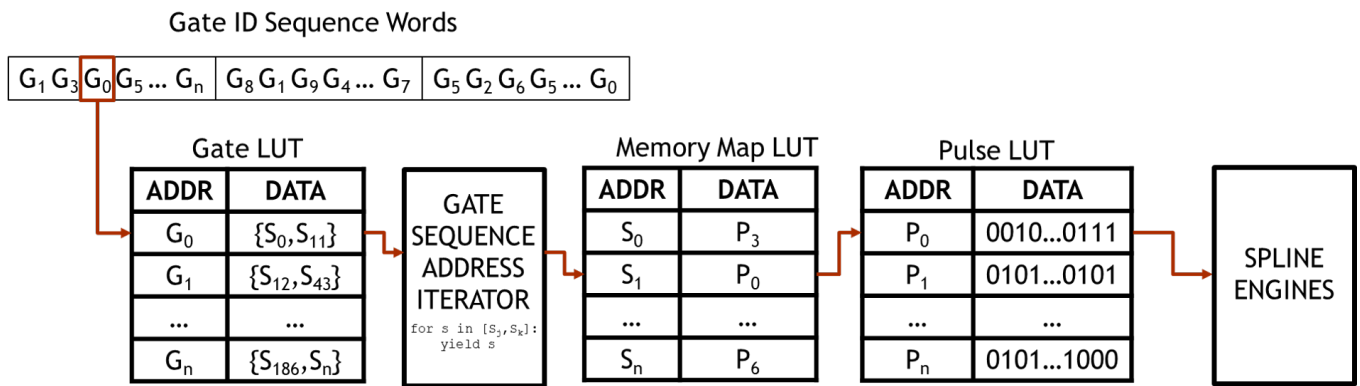 Gate ID Sequence Words
G₁ G₃ G₀ G₅ ... Gₙ G₈ G₁ G₉ G₄ ... G₇ G₅ G₂ G₆ G₅ ... G₀
Gate LUT
ADDR DATA
G₀ {S₀,S₁₁}
G₁ {S₁₂,S₄₃}
... ...
Gₙ {S₁₈₆,Sₙ}
GATE
SEQUENCE
ADDRESS
ITERATOR
for s in [Sⱼ,Sₖ]:
yield s
Memory Map LUT
ADDR DATA
S₀ P₃
S₁ P₀
... ...
Sₙ P₆
Pulse LUT
ADDR DATA
P₀ 0010...0111
P₁ 0101...0101
... ...
Pₙ 0101...1000
SPLINE
ENGINES